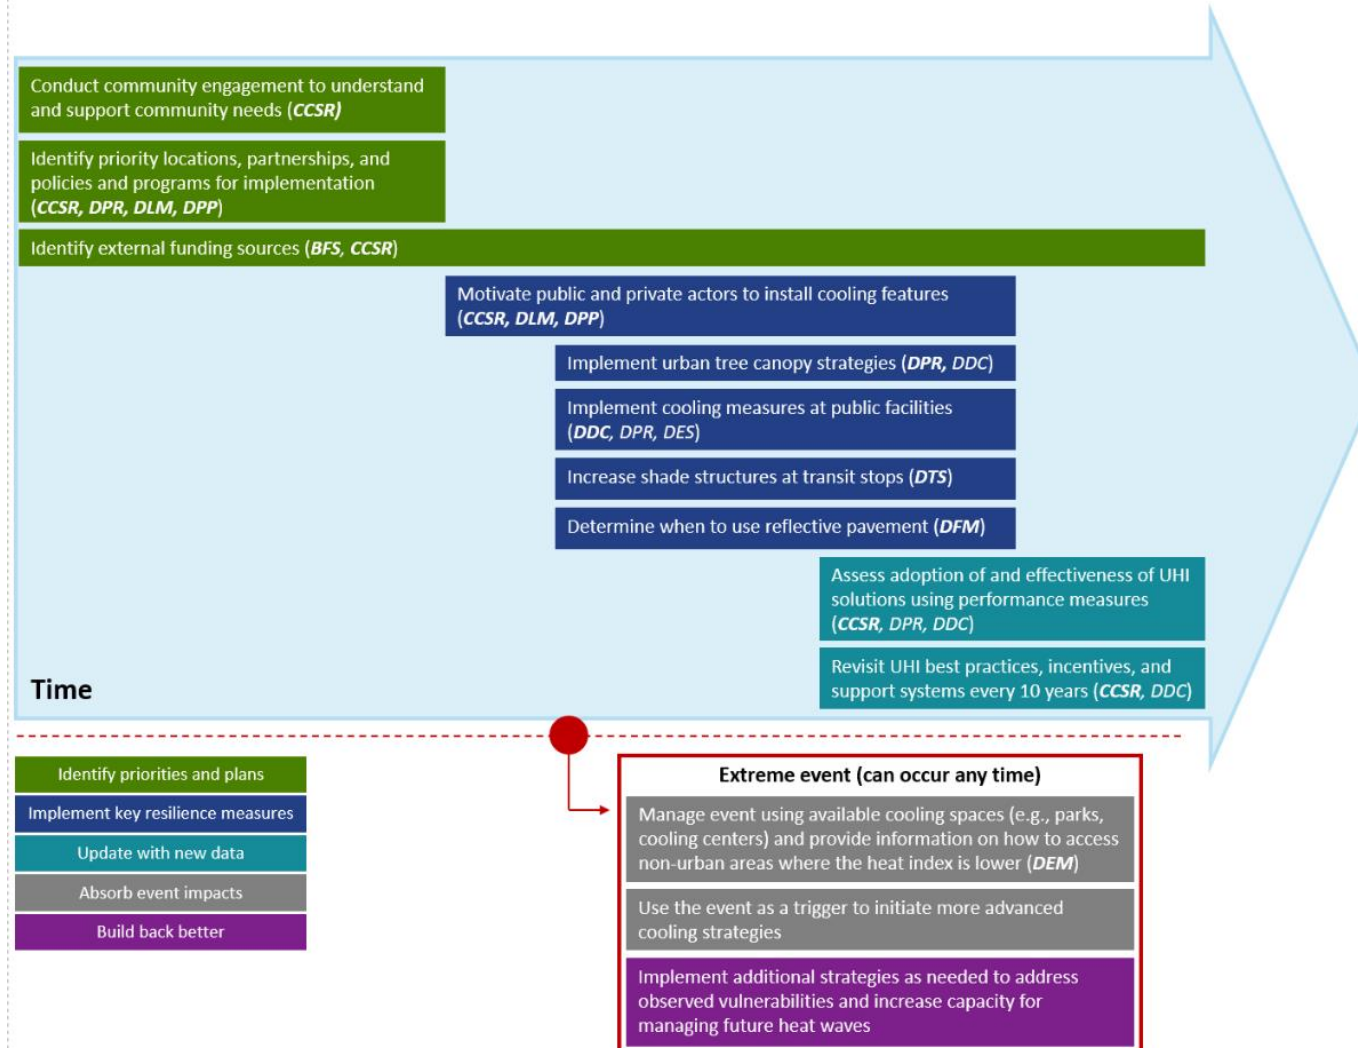 Conduct community engagement to understand
and support community needs (CCSR)
Identify priority locations, partnerships, and
policies and programs for implementation
(CCSR, DPR, DLM, DPP)
Identify external funding sources (BFS, CCSR)
Motivate public and private actors to install cooling features
(CCSR, DLM, DPP)
Implement urban tree canopy strategies (DPR, DDC)
Implement cooling measures at public facilities
(DDC, DPR, DES)
Increase shade structures at transit stops (DTS)
Determine when to use reflective pavement (DFM)
Assess adoption of and effectiveness of UHI
solutions using performance measures
(CCSR, DPR, DDC)
Revisit UHI best practices, incentives, and
support systems every 10 years (CCSR, DDC)
Time
Identify priorities and plans
Implement key resilience measures
Update with new data
Absorb event impacts
Build back better
Extreme event (can occur any time)
Manage event using available cooling spaces (e.g., parks,
cooling centers) and provide information on how to access
non-urban areas where the heat index is lower (DEM)
Use the event as a trigger to initiate more advanced
cooling strategies
Implement additional strategies as needed to address
observed vulnerabilities and increase capacity for
managing future heat waves